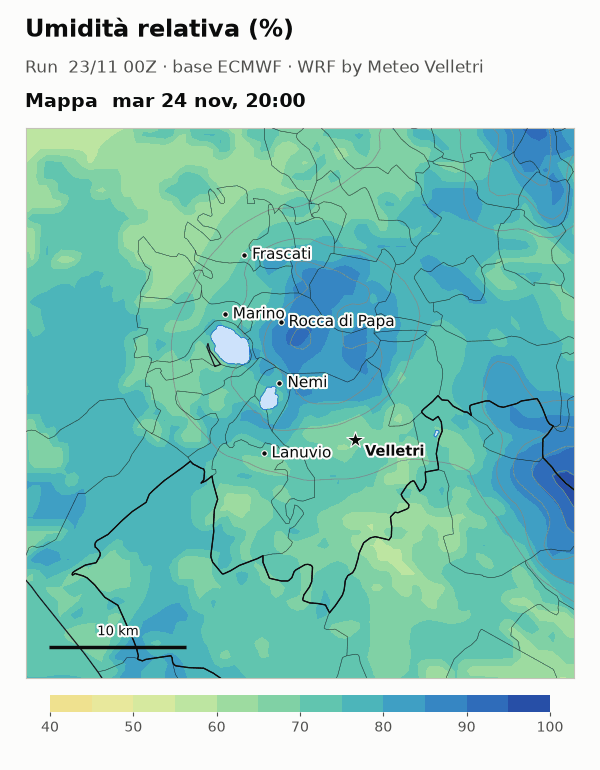 Umidità relativa (%)
Run  23/11 00Z · base ECMWF · WRF by Meteo Velletri
Mappa  mar 24 nov, 20:00
Frascati
Marino
Rocca di Papa
Nemi
Velletri
Lanuvio
10 km
40 50 60 70 80 90 100